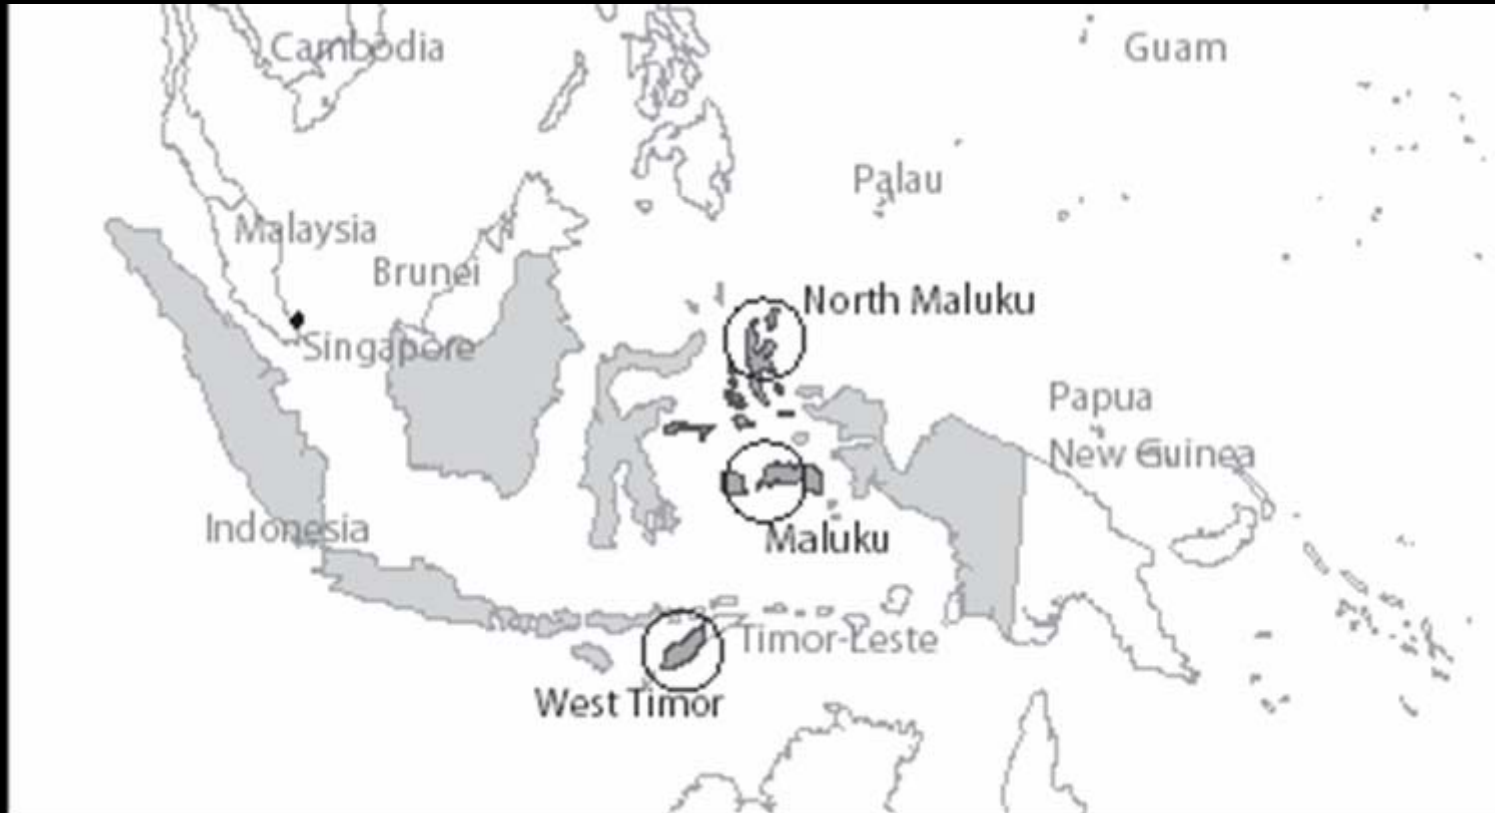 Cambodia
Guam
Palau
Malaysia
Brunei
North Maluku
Singapore
Papua
New Guinea
Indonesia
Maluku
Timor-Leste
West Timor